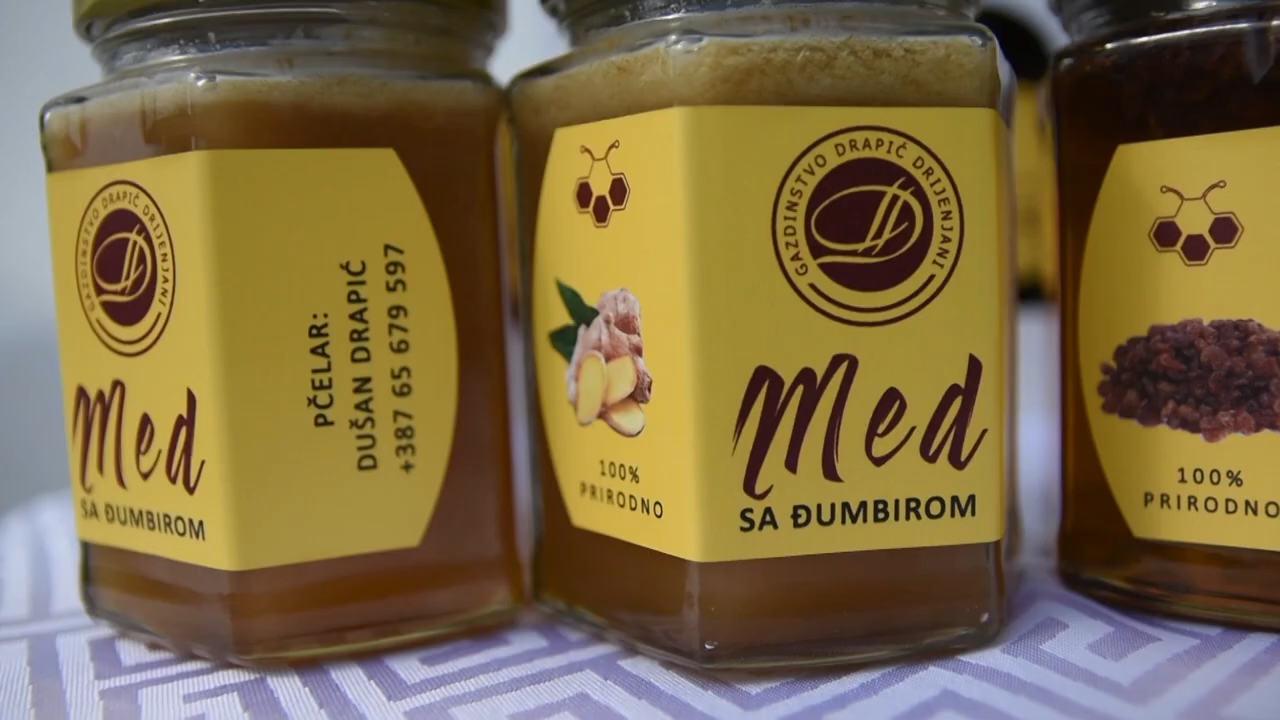 GAZDINSTVO DRAPIĆ DRIJENJANI
Med
SA ĐUMBIROM
PČELAR:
DUŠAN DRAPIĆ
+387 65 679 597
100%
PRIRODNO
GAZDINSTVO DRAPIĆ DRIJENJANI
Med
SA ĐUMBIROM
100%
PRIRODNO